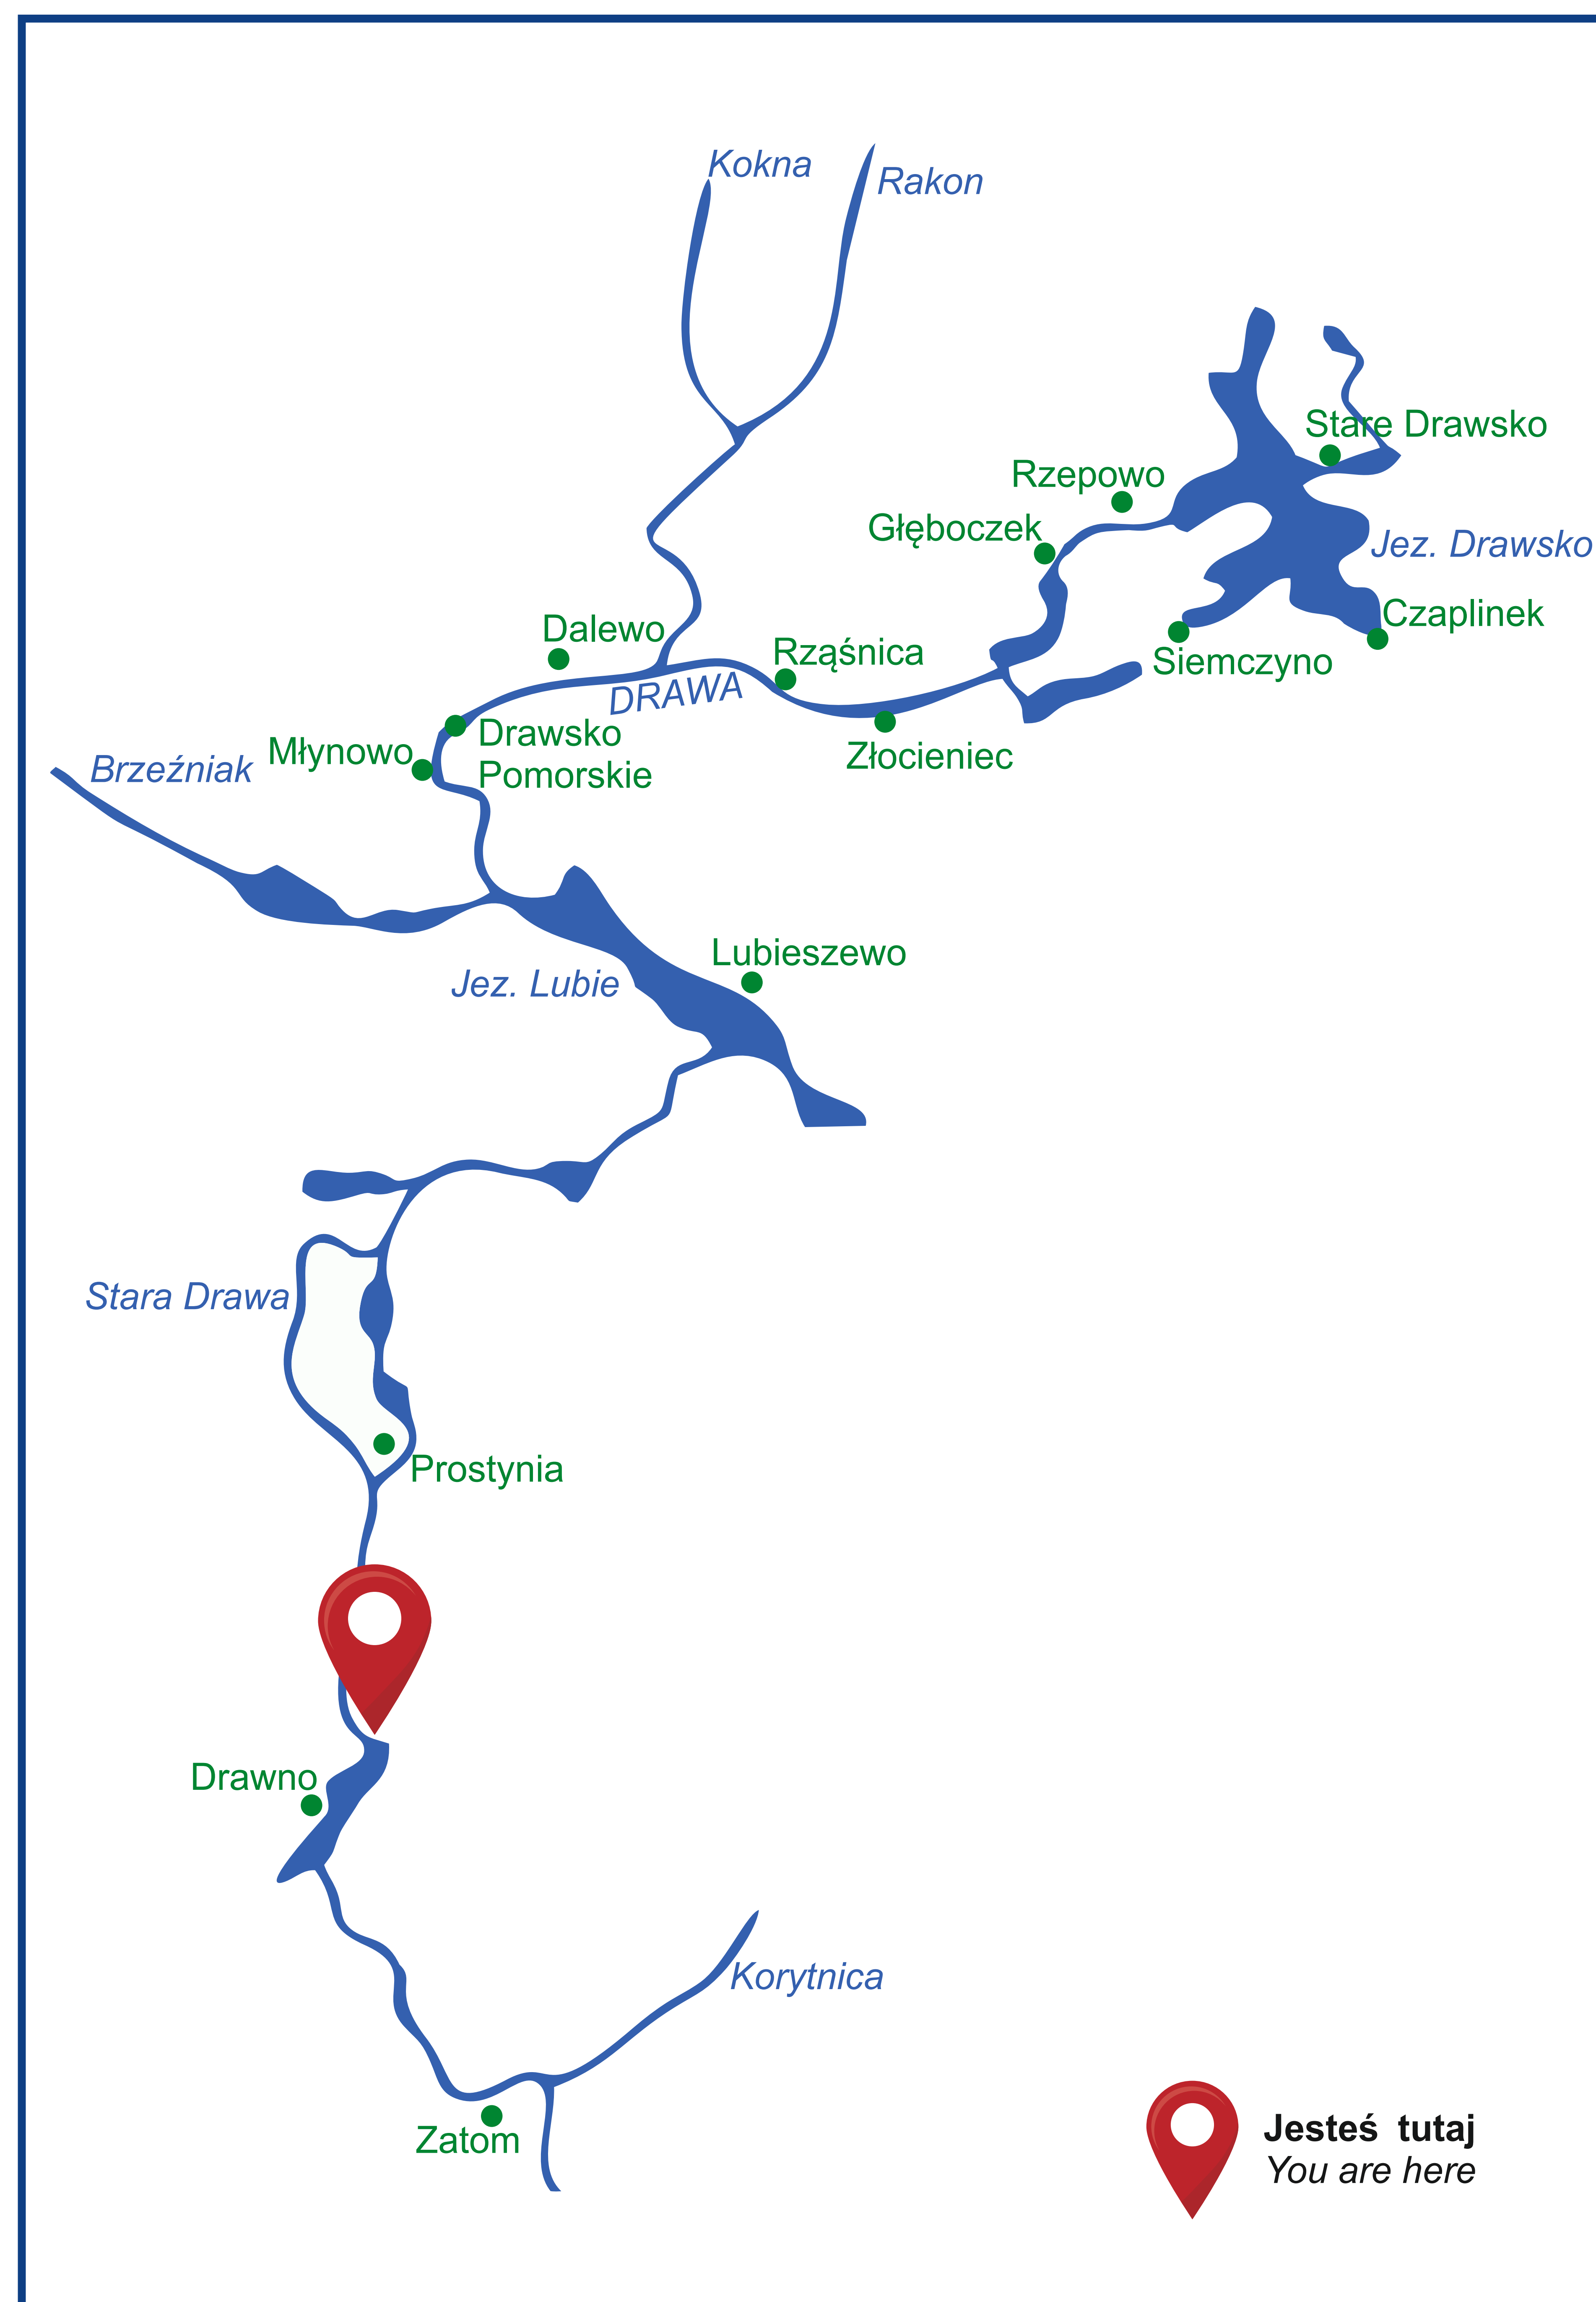 Kokna
Rakon
Stare Drawsko
Rzepowo
Głęboczek
Jez. Drawsko
Czaplinek
Dalewo
Rząśnica
Siemczyno
DRAWA
Drawsko
Pomorskie
Młynowo
Złocieniec
Brzeźniak
Lubieszewo
Jez. Lubie
Stara Drawa
Prostynia
Drawno
Korytnica
Zatom
Jesteś tutaj
You are here